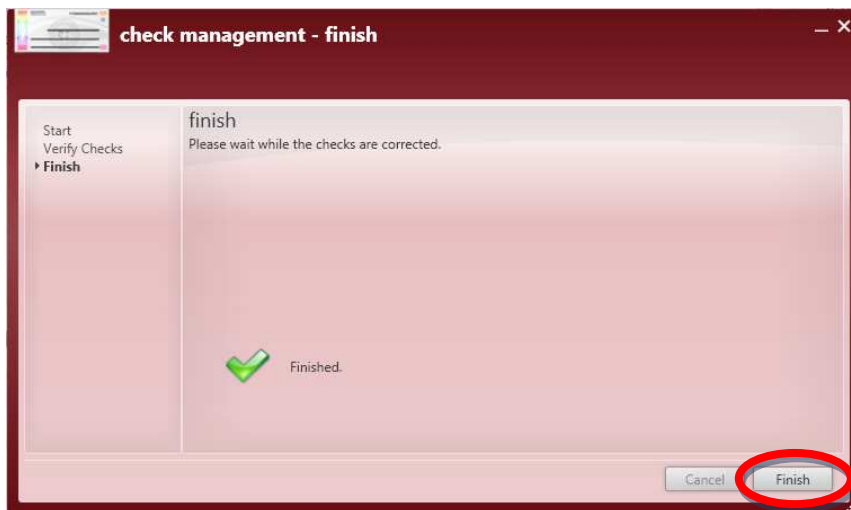 check management - finish
Start
Verify Checks
Finish
finish
Please wait while the checks are corrected.
Finished.
Cancel
Finish